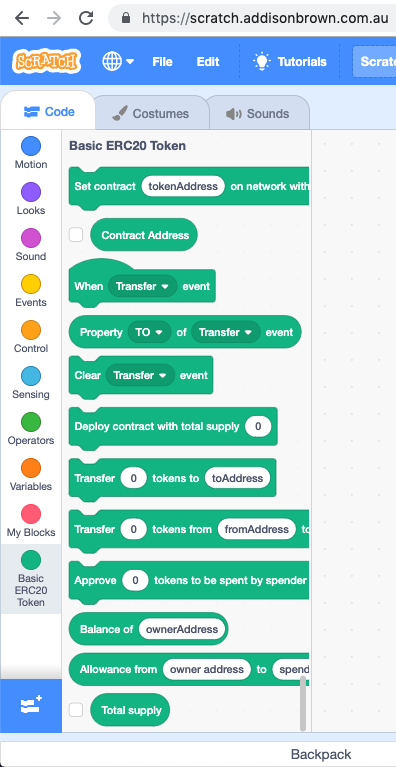 https://scratch.addisonbrown.com.au
SCRATCH File Edit Tutorials Scrat
Code Costumes Sounds
Motion
Looks
Sound
Events
Control
Sensing
Operators
Variables
My Blocks
Basic
ERC20
Token
Basic ERC20 Token
Set contract tokenAddress on network with
Contract Address
When Transfer event
Property TO of Transfer event
Clear Transfer event
Deploy contract with total supply 0
Transfer 0 tokens to toAddress
Transfer 0 tokens from fromAddress to
Approve 0 tokens to be spent by spender
Balance of ownerAddress
Allowance from owner address to spend
Total supply
Backpack